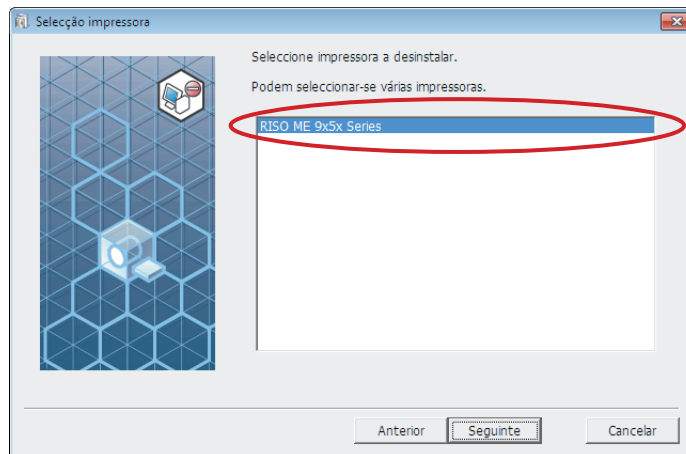 Selecção impressora
Seleccione impressora a desinstalar.
Podem seleccionar-se várias impressoras.
RISO ME 9x5x Series
Anterior Seguinte Cancelar